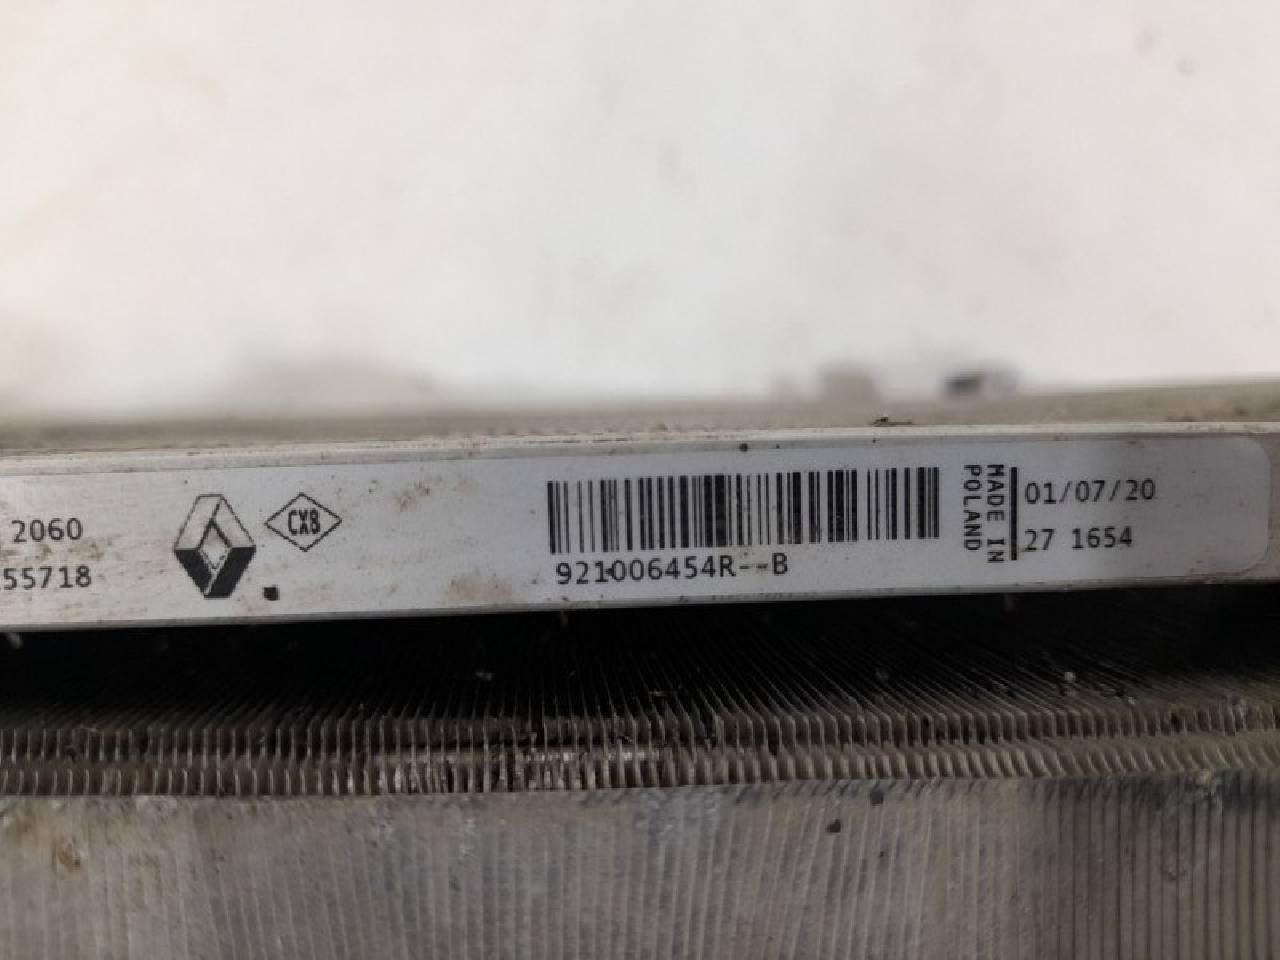 2060
55718
CX8
921006454R--B
MADE IN
POLAND
01/07/20
27 1654